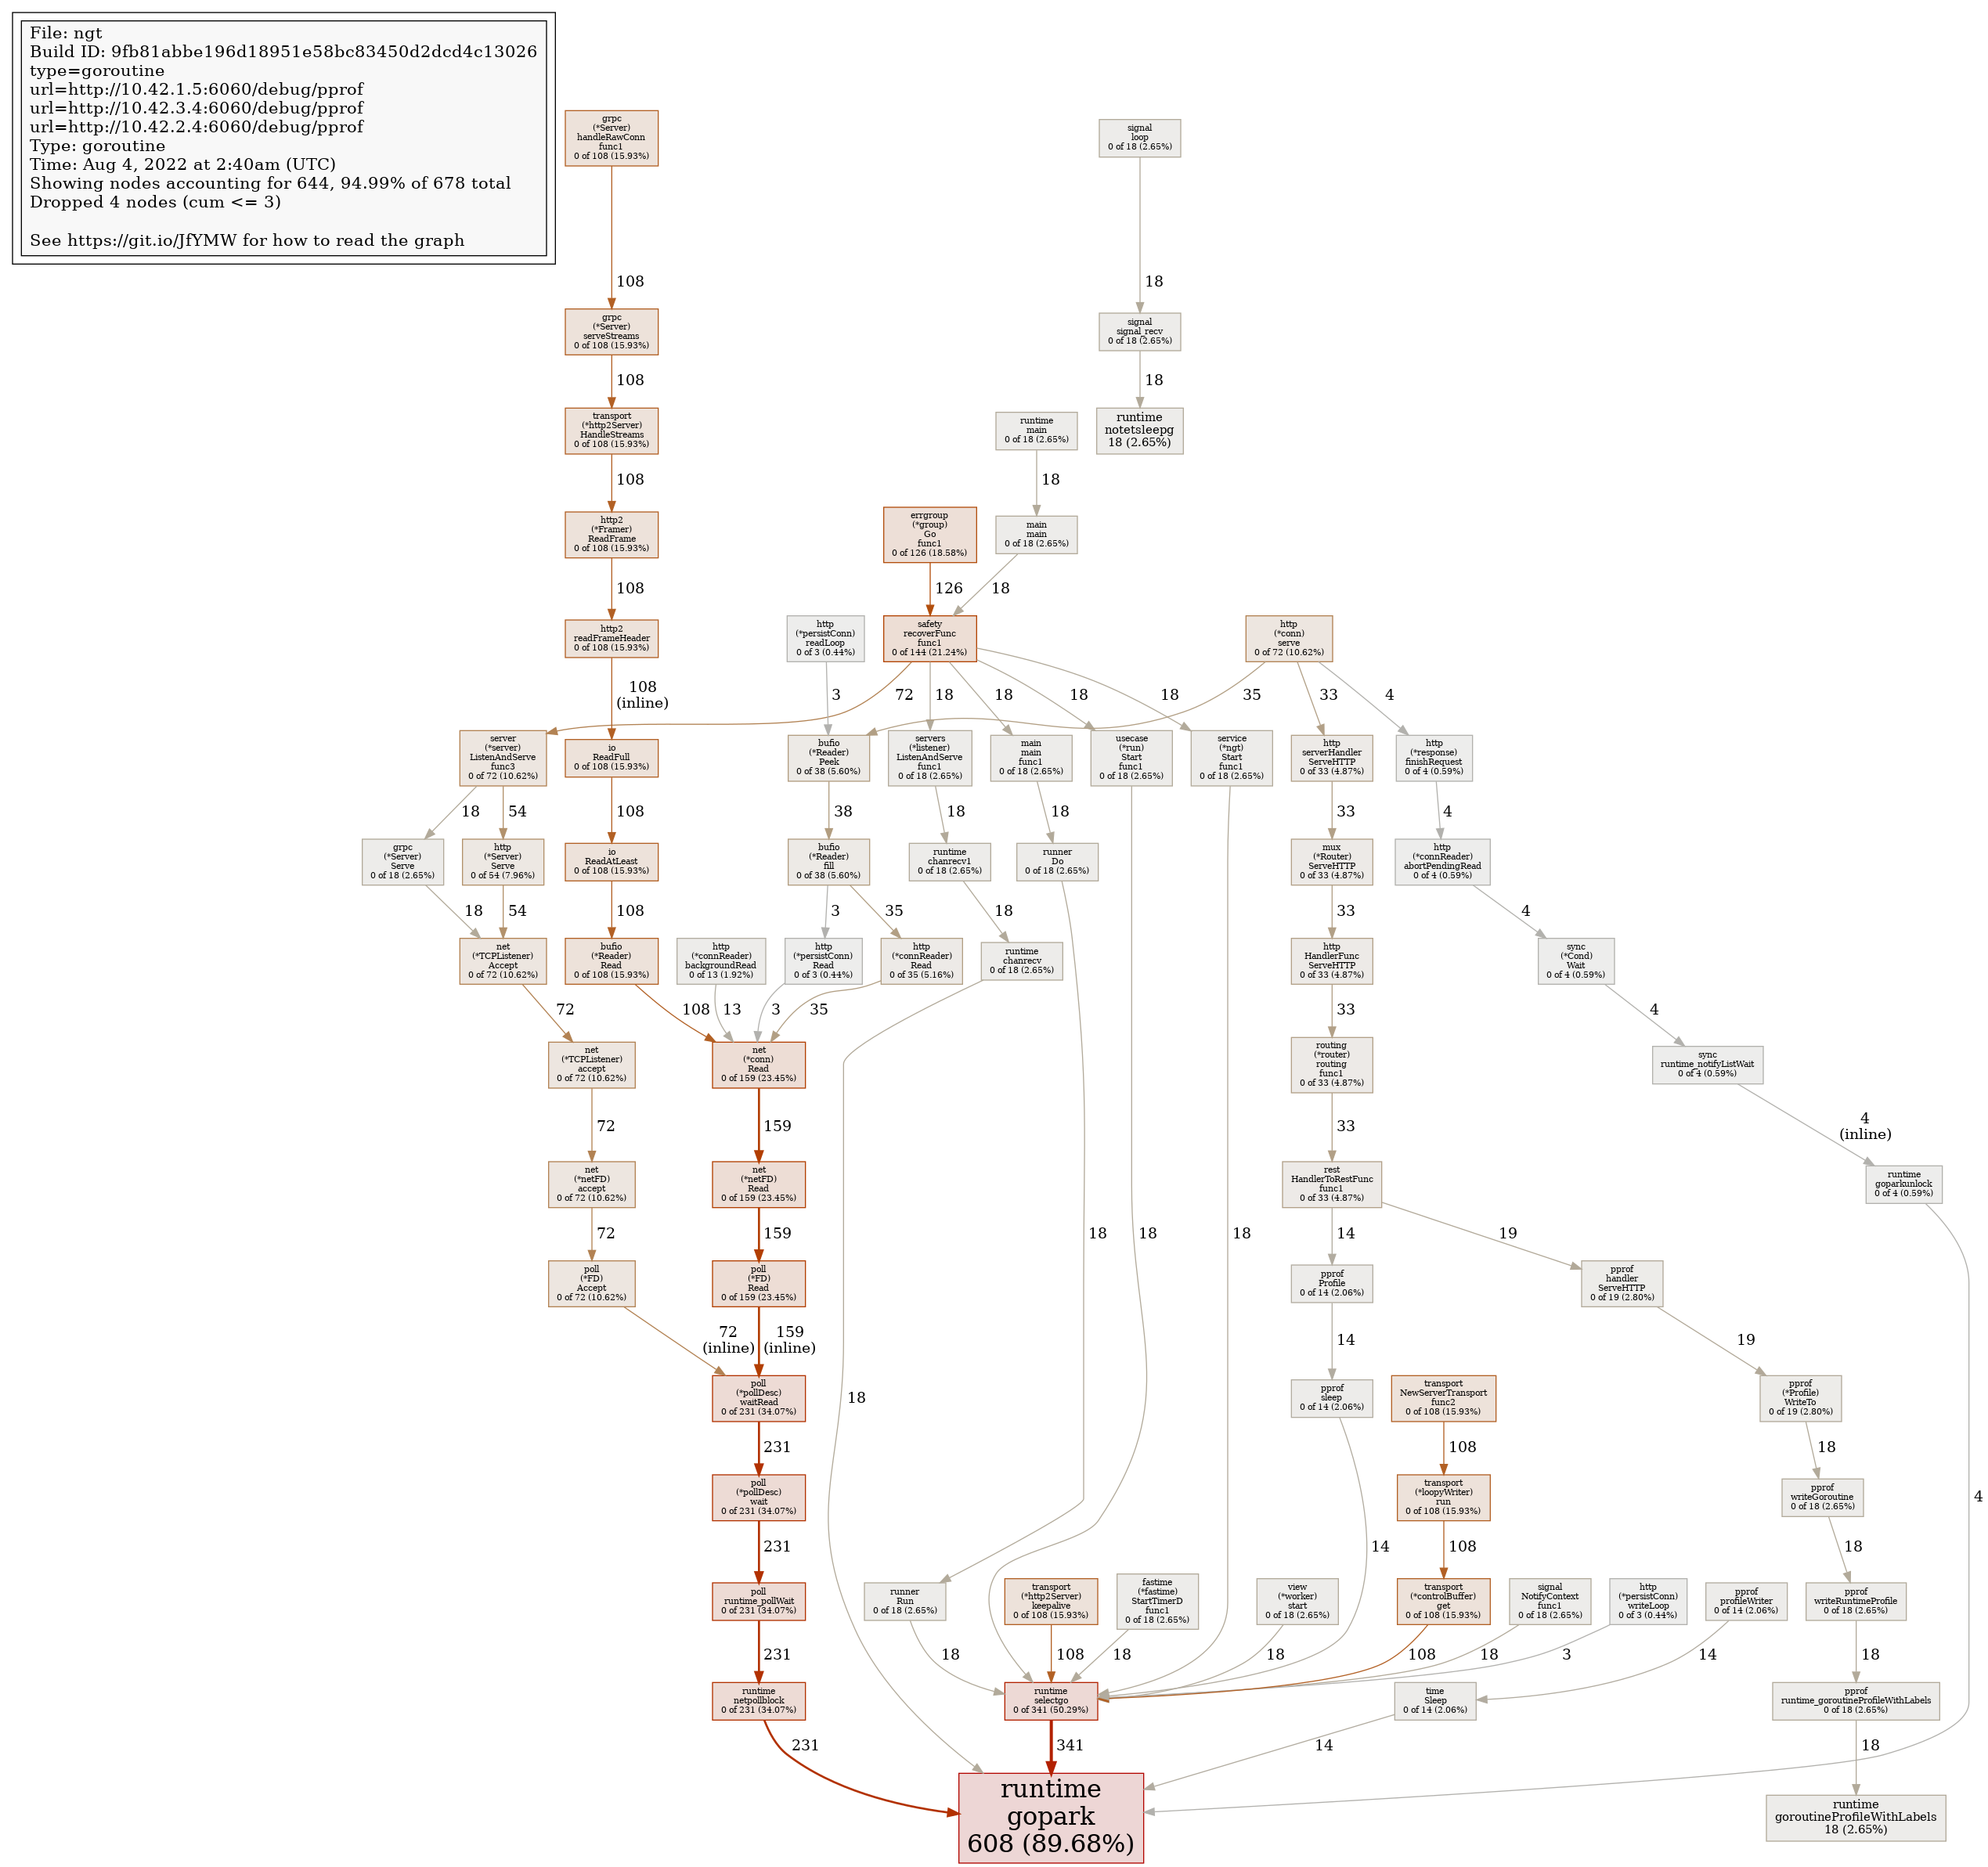 File: ngt
Build ID: 9fb81abbe196d18951e58bc83450d2dcd4c13026
type=goroutine
url=http://10.42.1.5:6060/debug/pprof
url=http://10.42.3.4:6060/debug/pprof
url=http://10.42.2.4:6060/debug/pprof
Type: goroutine
Time: Aug 4, 2022 at 2:40am (UTC)
Showing nodes accounting for 644, 94.99% of 678 total
Dropped 4 nodes (cum <= 3)
See https://git.io/JfYMW for how to read the graph
grpc
(*Server)
handleRawConn
func1
0 of 108 (15.93%)
signal
loop
0 of 18 (2.65%)
108
18
grpc
(*Server)
serveStreams
0 of 108 (15.93%)
signal
signal_recv
0 of 18 (2.65%)
108
18
transport
(*http2Server)
HandleStreams
0 of 108 (15.93%)
runtime
main
0 of 18 (2.65%)
runtime
notetsleepg
18 (2.65%)
108
18
http2
(*Framer)
ReadFrame
0 of 108 (15.93%)
errgroup
(*group)
Go
func1
0 of 126 (18.58%)
main
main
0 of 18 (2.65%)
108
126
18
http2
readFrameHeader
0 of 108 (15.93%)
http
(*persistConn)
readLoop
0 of 3 (0.44%)
safety
recoverFunc
func1
0 of 144 (21.24%)
http
(*conn)
serve
0 of 72 (10.62%)
108
(inline)
3
72
18
18
18
18
35
33
4
server
(*server)
ListenAndServe
func3
0 of 72 (10.62%)
io
ReadFull
0 of 108 (15.93%)
bufio
(*Reader)
Peek
0 of 38 (5.60%)
servers
(*listener)
ListenAndServe
func1
0 of 18 (2.65%)
main
main
func1
0 of 18 (2.65%)
usecase
(*run)
Start
func1
0 of 18 (2.65%)
service
(*ngt)
Start
func1
0 of 18 (2.65%)
http
serverHandler
ServeHTTP
0 of 33 (4.87%)
http
(*response)
finishRequest
0 of 4 (0.59%)
18
54
108
38
18
18
33
4
grpc
(*Server)
Serve
0 of 18 (2.65%)
http
(*Server)
Serve
0 of 54 (7.96%)
io
ReadAtLeast
0 of 108 (15.93%)
bufio
(*Reader)
fill
0 of 38 (5.60%)
runtime
chanrecv1
0 of 18 (2.65%)
runner
Do
0 of 18 (2.65%)
mux
(*Router)
ServeHTTP
0 of 33 (4.87%)
http
(*connReader)
abortPendingRead
0 of 4 (0.59%)
18
54
108
3
35
18
33
4
net
(*TCPListener)
Accept
0 of 72 (10.62%)
bufio
(*Reader)
Read
0 of 108 (15.93%)
http
(*connReader)
backgroundRead
0 of 13 (1.92%)
http
(*persistConn)
Read
0 of 3 (0.44%)
http
(*connReader)
Read
0 of 35 (5.16%)
runtime
chanrecv
0 of 18 (2.65%)
http
HandlerFunc
ServeHTTP
0 of 33 (4.87%)
sync
(*Cond)
Wait
0 of 4 (0.59%)
72
108
13
3
35
33
4
net
(*TCPListener)
accept
0 of 72 (10.62%)
net
(*conn)
Read
0 of 159 (23.45%)
routing
(*router)
routing
func1
0 of 33 (4.87%)
sync
runtime_notifyListWait
0 of 4 (0.59%)
72
159
33
4
(inline)
net
(*netFD)
accept
0 of 72 (10.62%)
net
(*netFD)
Read
0 of 159 (23.45%)
rest
HandlerToRestFunc
func1
0 of 33 (4.87%)
runtime
goparkunlock
0 of 4 (0.59%)
72
159
18
18
18
14
19
poll
(*FD)
Accept
0 of 72 (10.62%)
poll
(*FD)
Read
0 of 159 (23.45%)
pprof
Profile
0 of 14 (2.06%)
pprof
handler
ServeHTTP
0 of 19 (2.80%)
72
(inline)
159
(inline)
14
19
18
poll
(*pollDesc)
waitRead
0 of 231 (34.07%)
pprof
sleep
0 of 14 (2.06%)
transport
NewServerTransport
func2
0 of 108 (15.93%)
pprof
(*Profile)
WriteTo
0 of 19 (2.80%)
231
108
18
poll
(*pollDesc)
wait
0 of 231 (34.07%)
transport
(*loopyWriter)
run
0 of 108 (15.93%)
pprof
writeGoroutine
0 of 18 (2.65%)
4
231
14
108
18
poll
runtime_pollWait
0 of 231 (34.07%)
runner
Run
0 of 18 (2.65%)
transport
(*http2Server)
keepalive
0 of 108 (15.93%)
fastime
(*fastime)
StartTimerD
func1
0 of 18 (2.65%)
view
(*worker)
start
0 of 18 (2.65%)
transport
(*controlBuffer)
get
0 of 108 (15.93%)
signal
NotifyContext
func1
0 of 18 (2.65%)
http
(*persistConn)
writeLoop
0 of 3 (0.44%)
pprof
profileWriter
0 of 14 (2.06%)
pprof
writeRuntimeProfile
0 of 18 (2.65%)
231
18
108
18
18
108
18
3
14
18
runtime
netpollblock
0 of 231 (34.07%)
runtime
selectgo
0 of 341 (50.29%)
time
Sleep
0 of 14 (2.06%)
pprof
runtime_goroutineProfileWithLabels
0 of 18 (2.65%)
231
341
14
18
runtime
gopark
608 (89.68%)
runtime
goroutineProfileWithLabels
18 (2.65%)